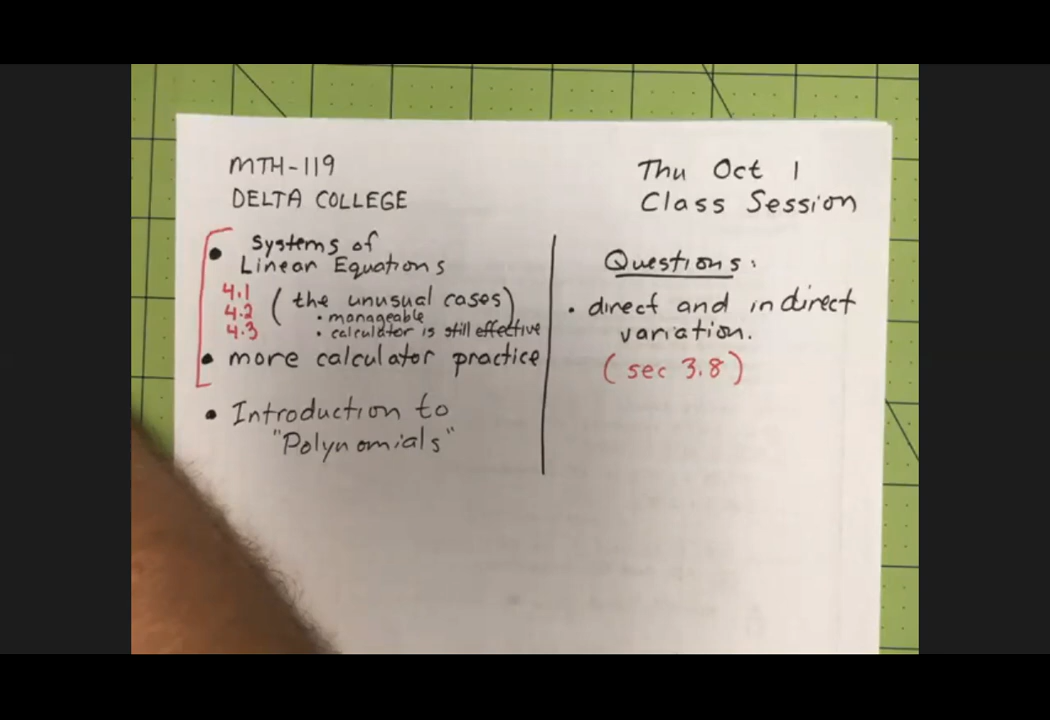 MTH-119
DELTA COLLEGE
Thu Oct 1
Class Session
• Systems of
Linear Equations
4.1
4.2
4.3
(the unusual cases)
• manageable
• calculator is still effective
• more calculator practice
• Introduction to
"Polynomials"
Questions:
• direct and indirect
variation.
(sec 3.8)